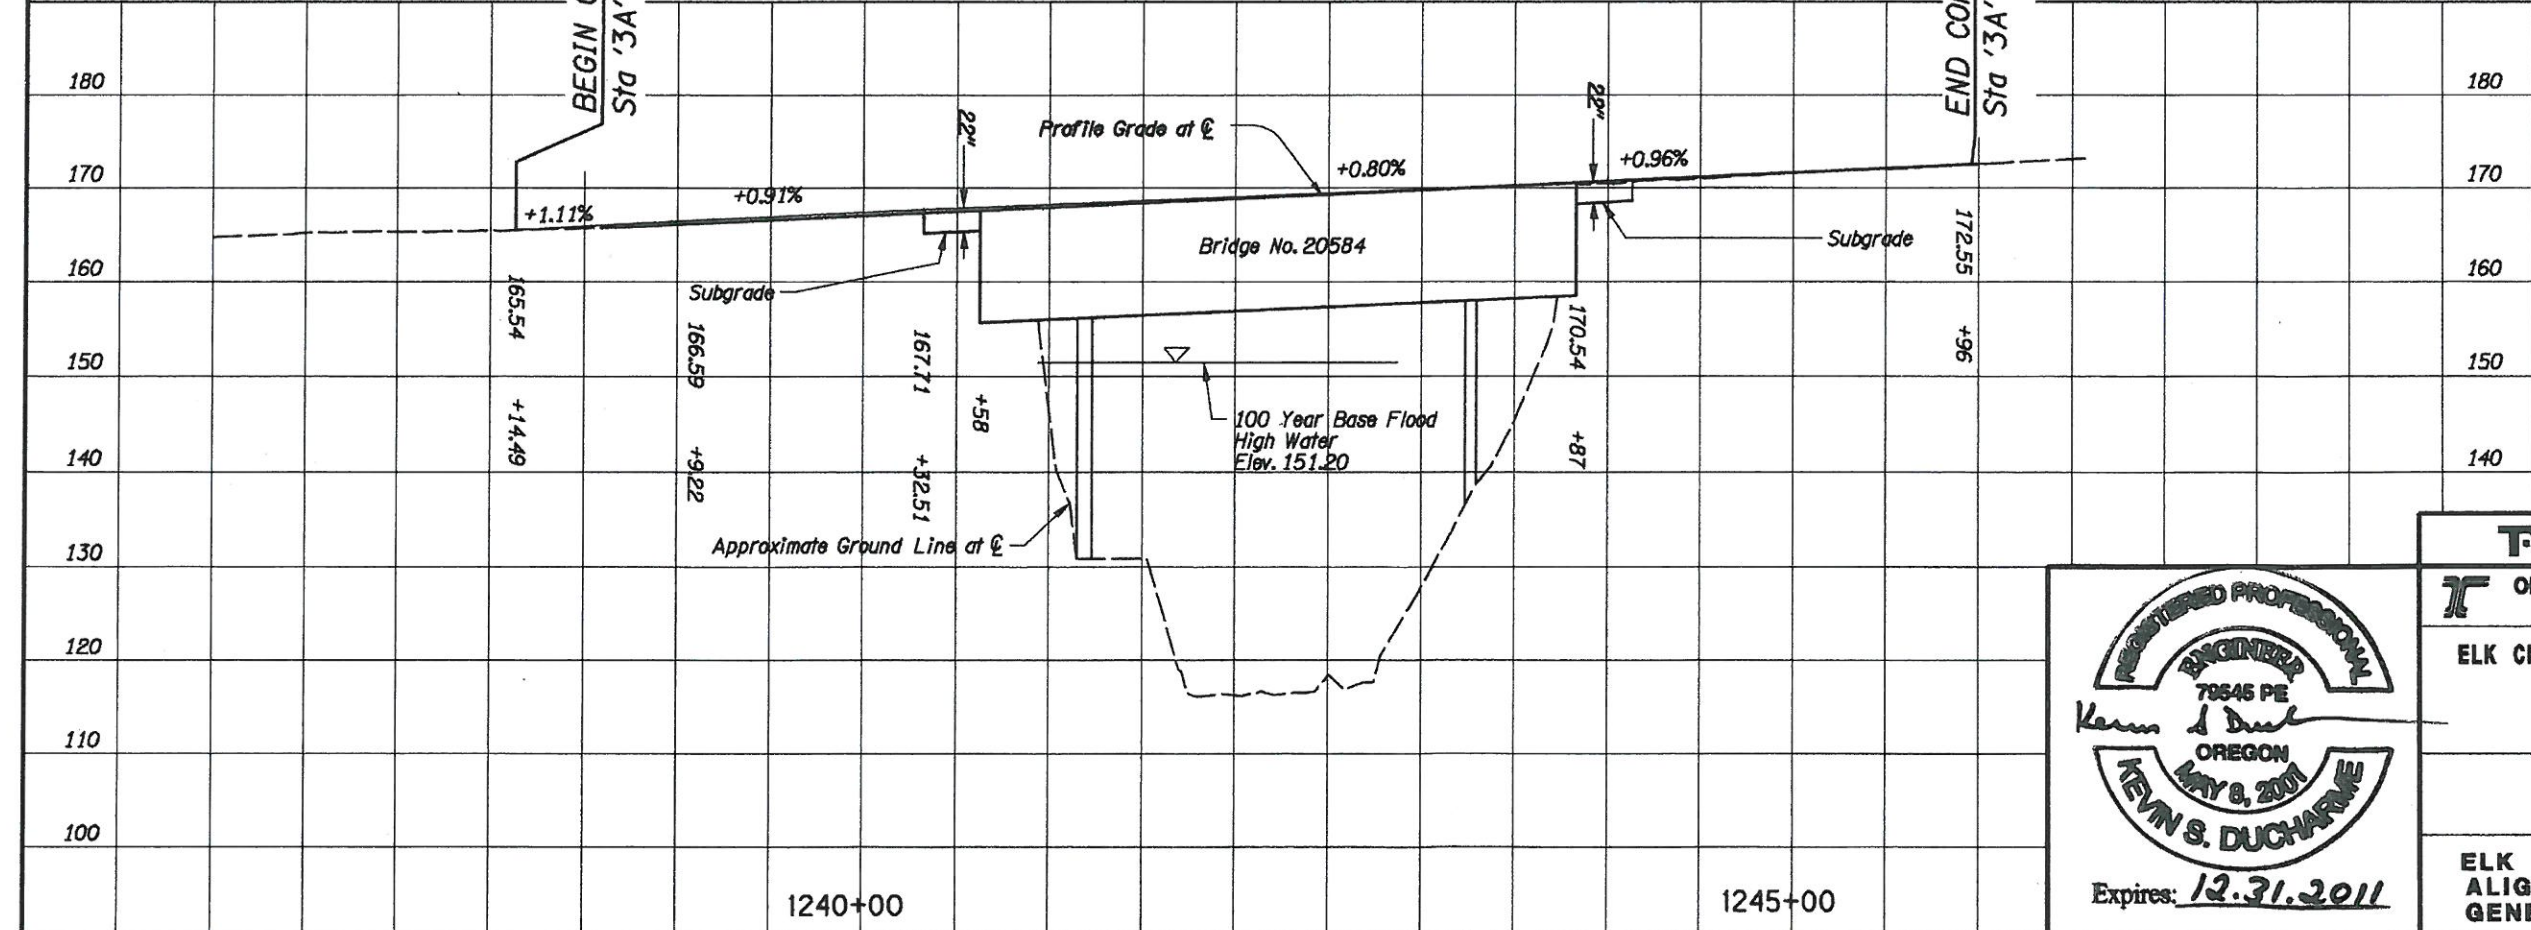 BEGIN
Sta '3A'
END CO
Sta '3A'
180
180
22"
22"
Profile Grade at ℄
+0.80%
+0.96%
170
170
+0.91%
+1.11%
Bridge No. 20584
Subgrade
Subgrade
160
160
165.54
+14.49
166.59
+9.22
167.71
+32.51
+58
170.54
+87
172.55
+96
150
150
100 Year Base Flood
High Water
Elev. 151.20
140
140
Approximate Ground Line at ℄
130
120
110
100
1240+00
1245+00
REGISTERED PROFESSIONAL
ENGINEER
79545 PE
OREGON
MAY 8, 2007
KEVIN S. DUCHARME
Expires: 12.31.2011
ELK
ELK
ALIG
GEN